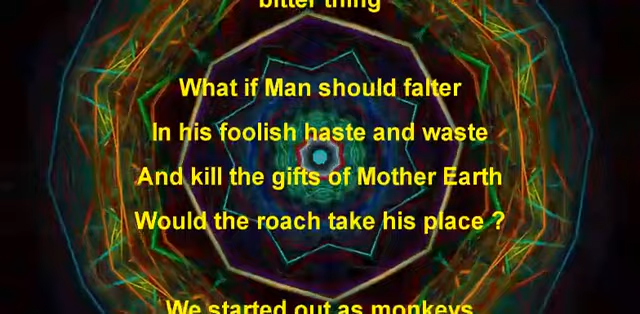 bitter thing
What if Man should falter
In his foolish haste and waste
And kill the gifts of Mother Earth
Would the roach take his place ?
We started out as monkeys